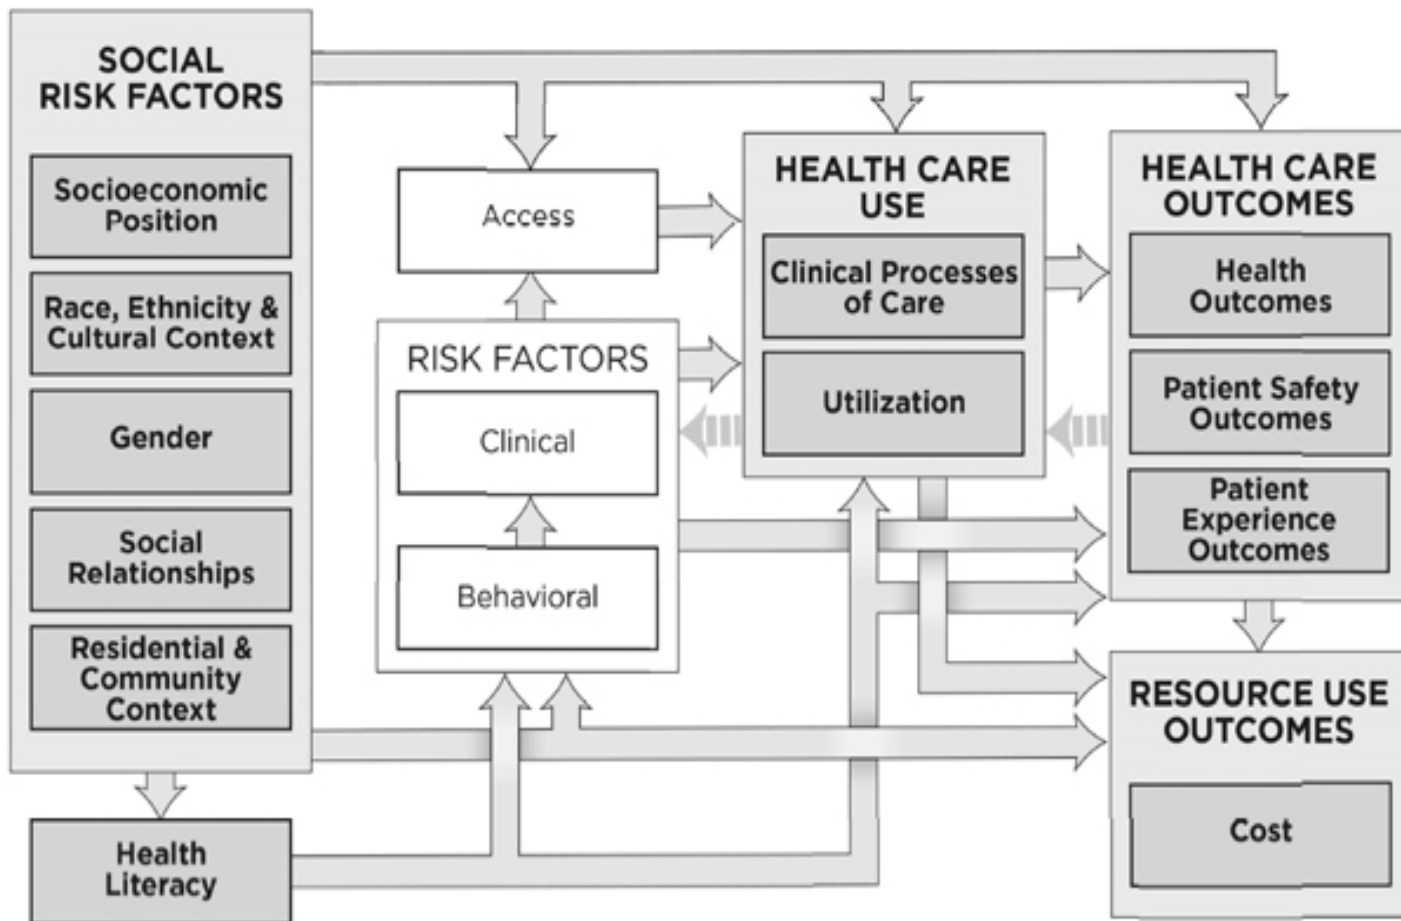 SOCIAL
RISK FACTORS
Socioeconomic
Position
Race, Ethnicity &
Cultural Context
Gender
Social
Relationships
Residential &
Community
Context
Health
Literacy
Access
RISK FACTORS
Clinical
Behavioral
HEALTH CARE
USE
Clinical Processes
of Care
Utilization
HEALTH CARE
OUTCOMES
Health
Outcomes
Patient Safety
Outcomes
Patient
Experience
Outcomes
RESOURCE USE
OUTCOMES
Cost